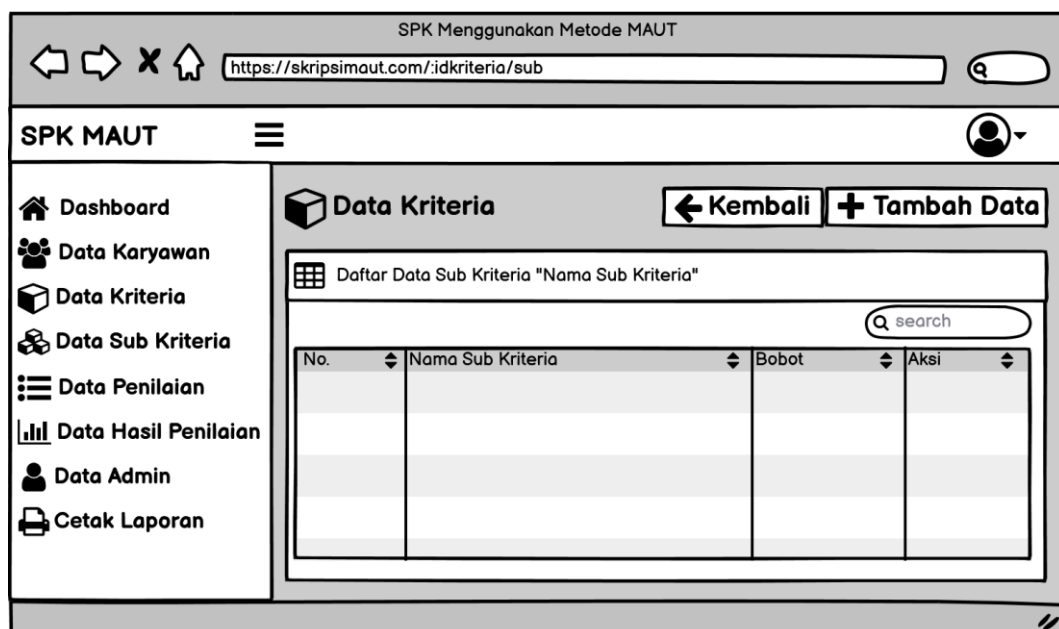 SPK Menggunakan Metode MAUT
https://skripsimaut.com/:idkriteria/sub
SPK MAUT
Dashboard
Data Karyawan
Data Kriteria
Data Sub Kriteria
Data Penilaian
Data Hasil Penilaian
Data Admin
Cetak Laporan
Data Kriteria
Kembali
Tambah Data
Daftar Data Sub Kriteria "Nama Sub Kriteria"
search
No. Nama Sub Kriteria Bobot Aksi